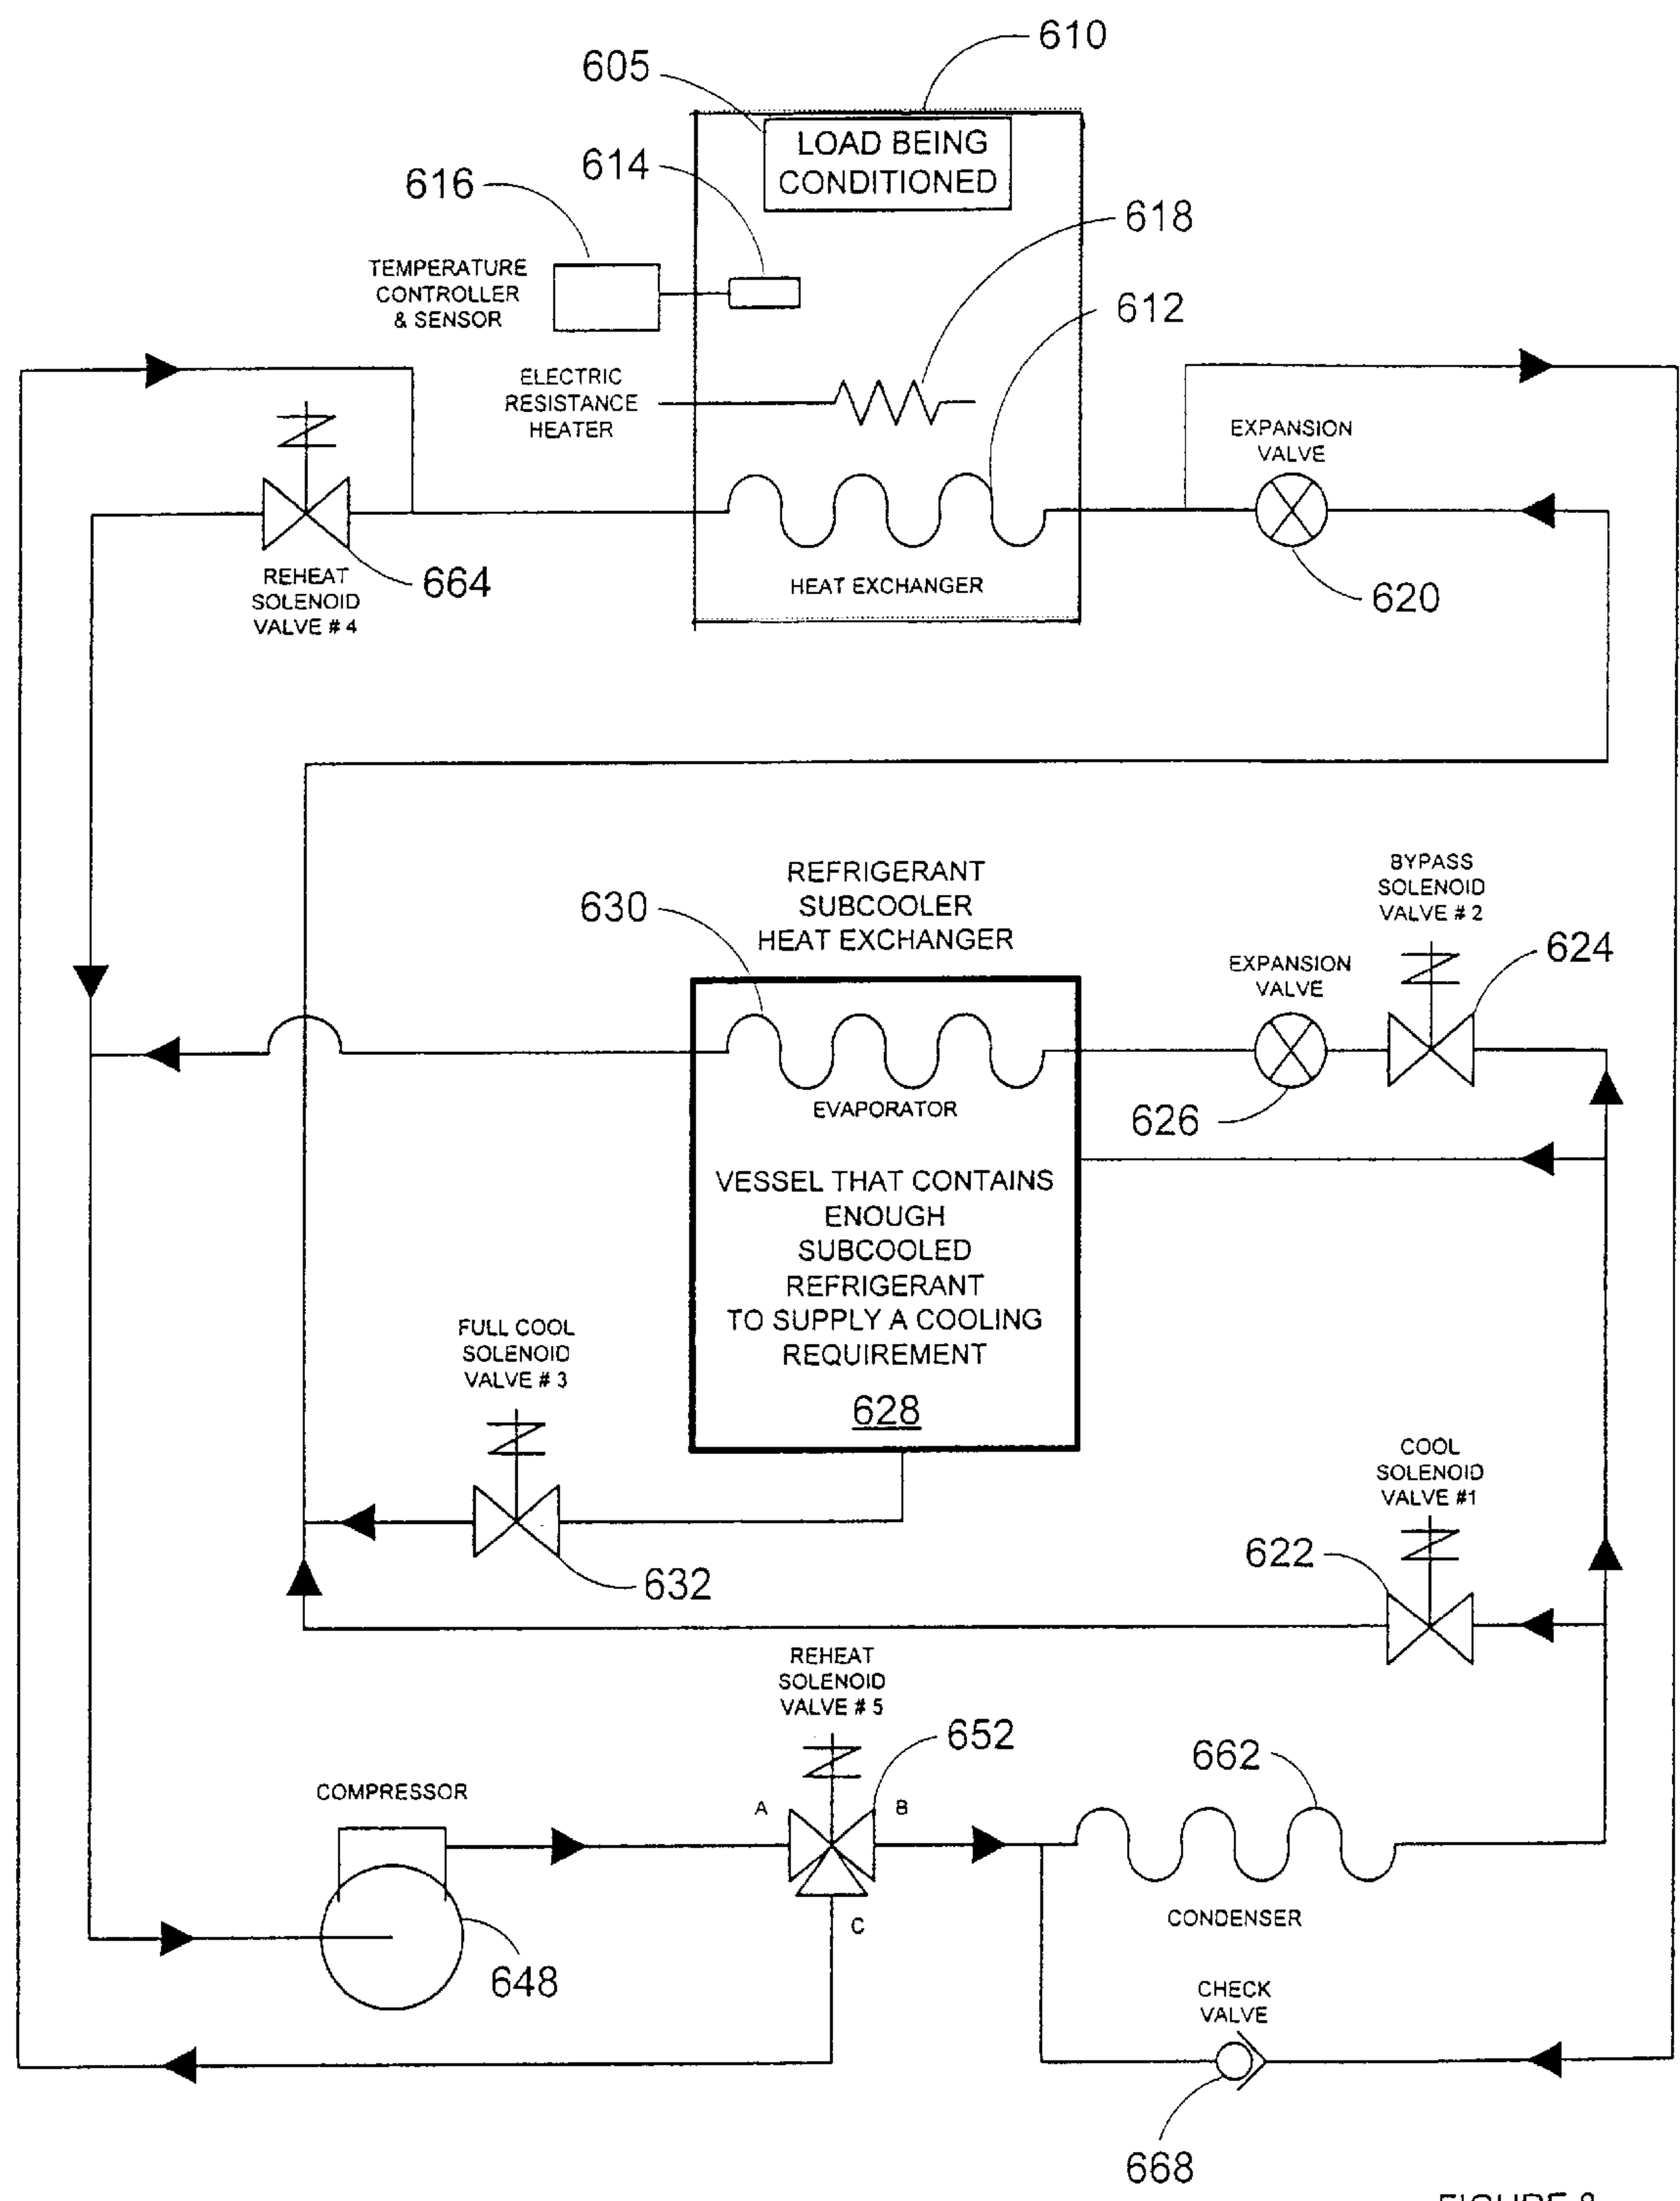 610
605
LOAD BEING
CONDITIONED
614
616
618
TEMPERATURE
CONTROLLER
& SENSOR
612
ELECTRIC
RESISTANCE
HEATER
EXPANSION
VALVE
HEAT EXCHANGER
664
620
REHEAT
SOLENOID
VALVE # 4
REFRIGERANT
SUBCOOLER
HEAT EXCHANGER
630
BYPASS
SOLENOID
VALVE # 2
624
EXPANSION
VALVE
626
EVAPORATOR
VESSEL THAT CONTAINS
ENOUGH
SUBCOOLED
REFRIGERANT
TO SUPPLY A COOLING
REQUIREMENT
628
FULL COOL
SOLENOID
VALVE # 3
632
COOL
SOLENOID
VALVE #1
622
REHEAT
SOLENOID
VALVE # 5
652
662
COMPRESSOR
A
B
C
648
CONDENSER
CHECK
VALVE
668
FIGURE 8